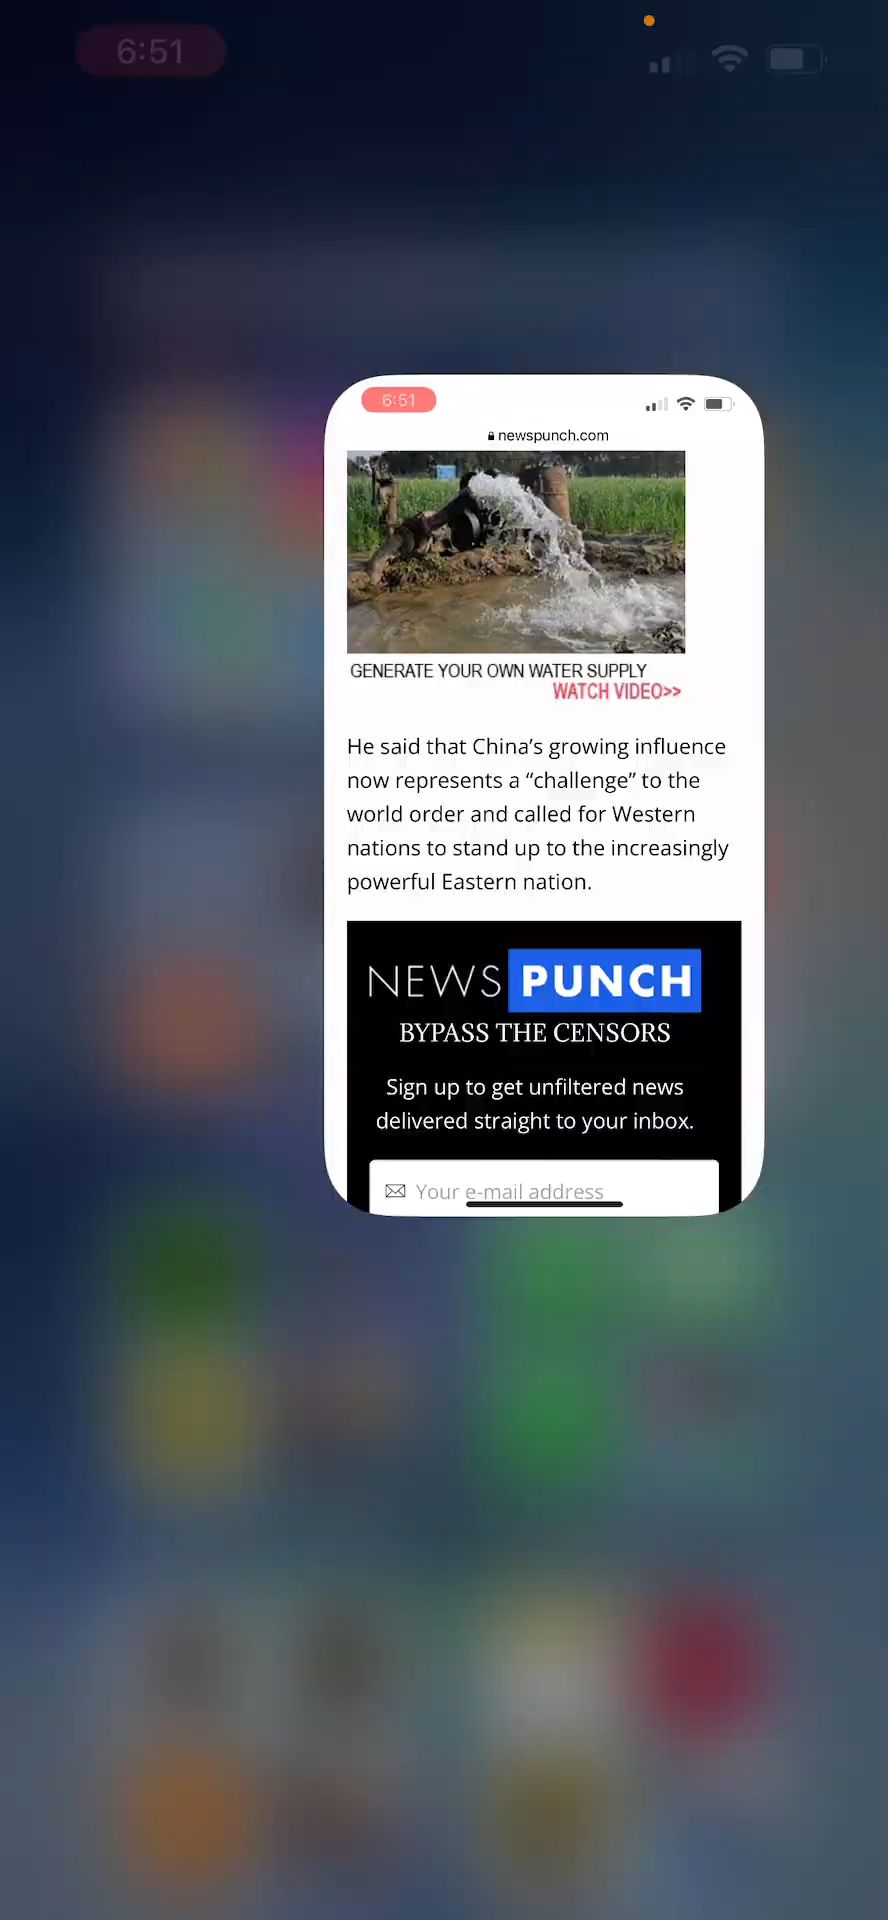 6:51
6:51
newspunch.com
GENERATE YOUR OWN WATER SUPPLY
WATCH VIDEO>>
He said that China’s growing influence
now represents a “challenge” to the
world order and called for Western
nations to stand up to the increasingly
powerful Eastern nation.
NEWS PUNCH
BYPASS THE CENSORS
Sign up to get unfiltered news
delivered straight to your inbox.
Your e-mail address